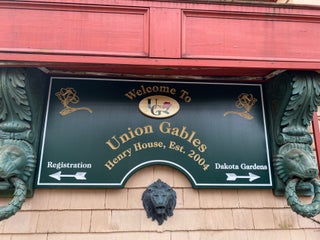 Welcome To
UG
Union Gables
Henry House, Est. 2004
Registration
Dakota Gardens